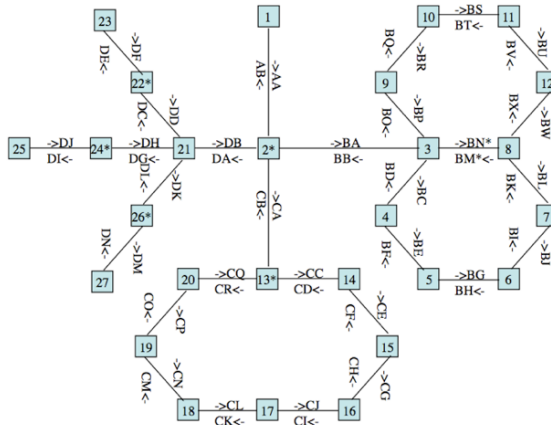 23
1
10
->BS
BT<-
11
DE<-
->DF
BQ<-
->BR
BV<-
->BU
22*
9
12
AB<-
->AA
DC<-
->DD
BO<-
->BP
BX<-
->BW
25
->DJ
DI<-
24*
->DH
DG<-
21
->DB
DA<-
2*
->BA
BB<-
3
->BN*
BM*<-
8
DL<-
->DK
CB<-
->CA
BD<-
->BC
BK<-
->BL
26*
4
7
DN<-
->DM
BF<-
->BE
BI<-
->BJ
27
20
->CQ
CR<-
13*
->CC
CD<-
14
5
->BG
BH<-
6
CO<-
->CP
CF<-
->CE
19
15
CM<-
->CN
CH<-
->CG
18
->CL
CK<-
17
->CJ
CI<-
16